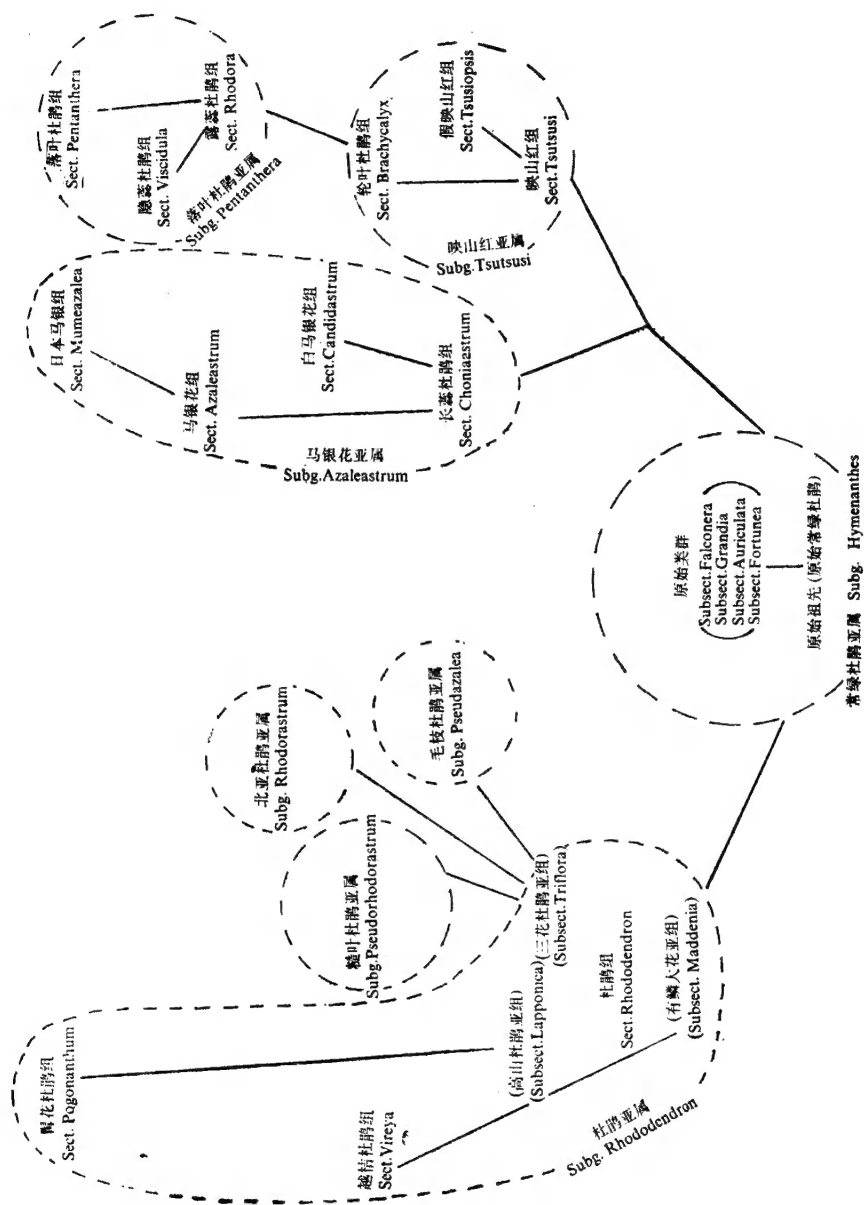 落叶杜鹃组
Sect. Pentanthera
隐蕊杜鹃组
Sect. Viscidula
露蕊杜鹃组
Sect. Rhodora
落叶杜鹃亚属
Subg. Pentanthera
轮叶杜鹃组
Sect. Brachycalyx
假映山红组
Sect.Tsusiopsis
映山红组
Sect.Tsutsusi
映山红亚属
Subg.Tsutsusi
日本马银花组
Sect. Mumeazalea
马银花组
Sect. Azaleastrum
白马银花组
Sect.Candidastrum
长蕊杜鹃组
Sect. Choniaastrum
马银花亚属
Subg.Azaleastrum
原始类群
(Subsect.Falconera
Subsect.Grandia
Subsect.Auriculata
Subsect.Fortunea)
原始祖先(原始常绿杜鹃)
常绿杜鹃亚属 Subg. Hymenanthes
北亚杜鹃亚属
Subg. Rhodorastrum
毛枝杜鹃亚属
Subg. Pseudazalea
糙叶杜鹃亚属
Subg.Pseudorhodorastrum
髯花杜鹃组
Sect. Pogonanthum
越桔杜鹃组
Sect.Vireya
(高山杜鹃亚组)
(Subsect.Lapponica)
(三花杜鹃亚组)
(Subsect.Triflora)
杜鹃组
Sect.Rhododendron
(有鳞大花亚组)
(Subsect. Maddenia)
杜鹃亚属
Subg. Rhododendron